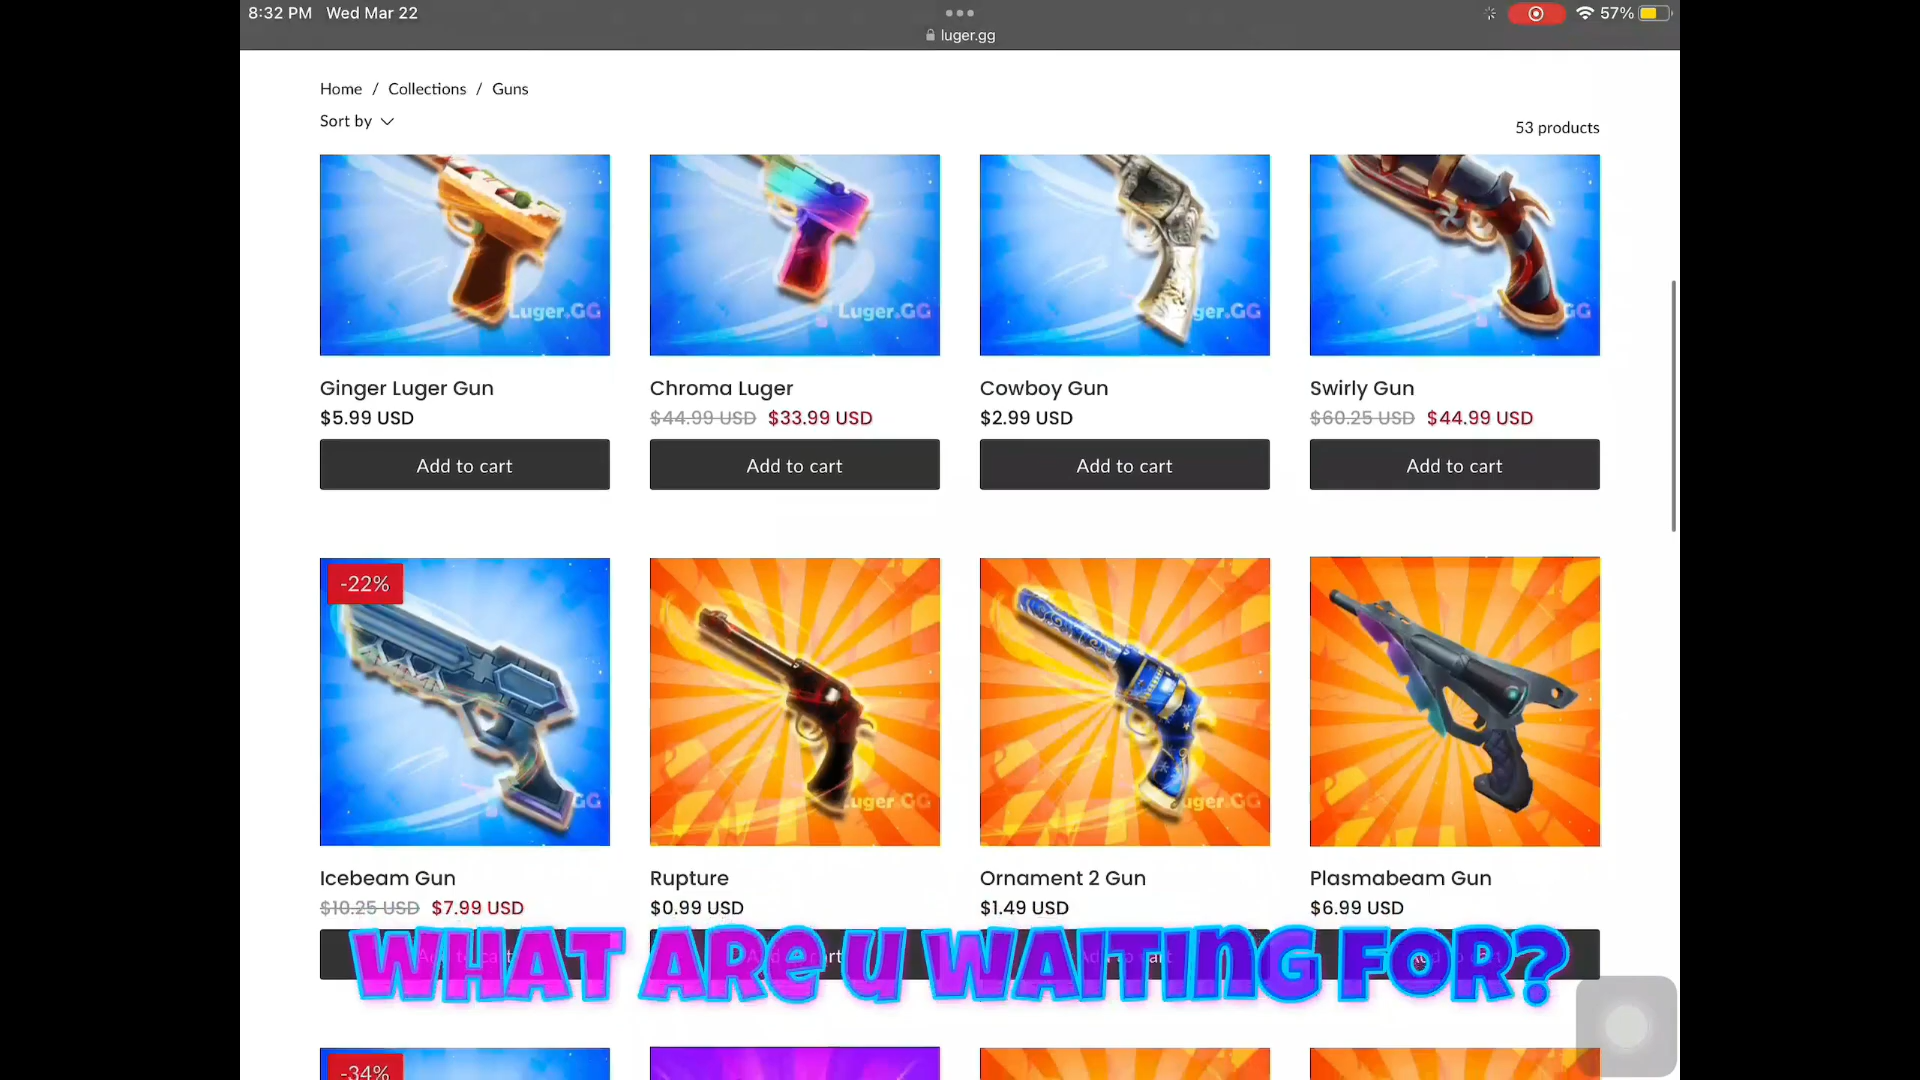 8:32 PM Wed Mar 22
57%
luger.gg
Home / Collections / Guns
Sort by
53 products
Luger.GG
Luger.GG
ger.GG
GG
Ginger Luger Gun
Chroma Luger
Cowboy Gun
Swirly Gun
$5.99 USD
$44.99 USD $33.99 USD
$2.99 USD
$60.25 USD $44.99 USD
Add to cart
Add to cart
Add to cart
Add to cart
-22%
GG
uger.GG
uger.GG
Icebeam Gun
Rupture
Ornament 2 Gun
Plasmabeam Gun
$10.25 USD $7.99 USD
$0.99 USD
$1.49 USD
$6.99 USD
WHAT ARe U WAITING FOR?
-34%